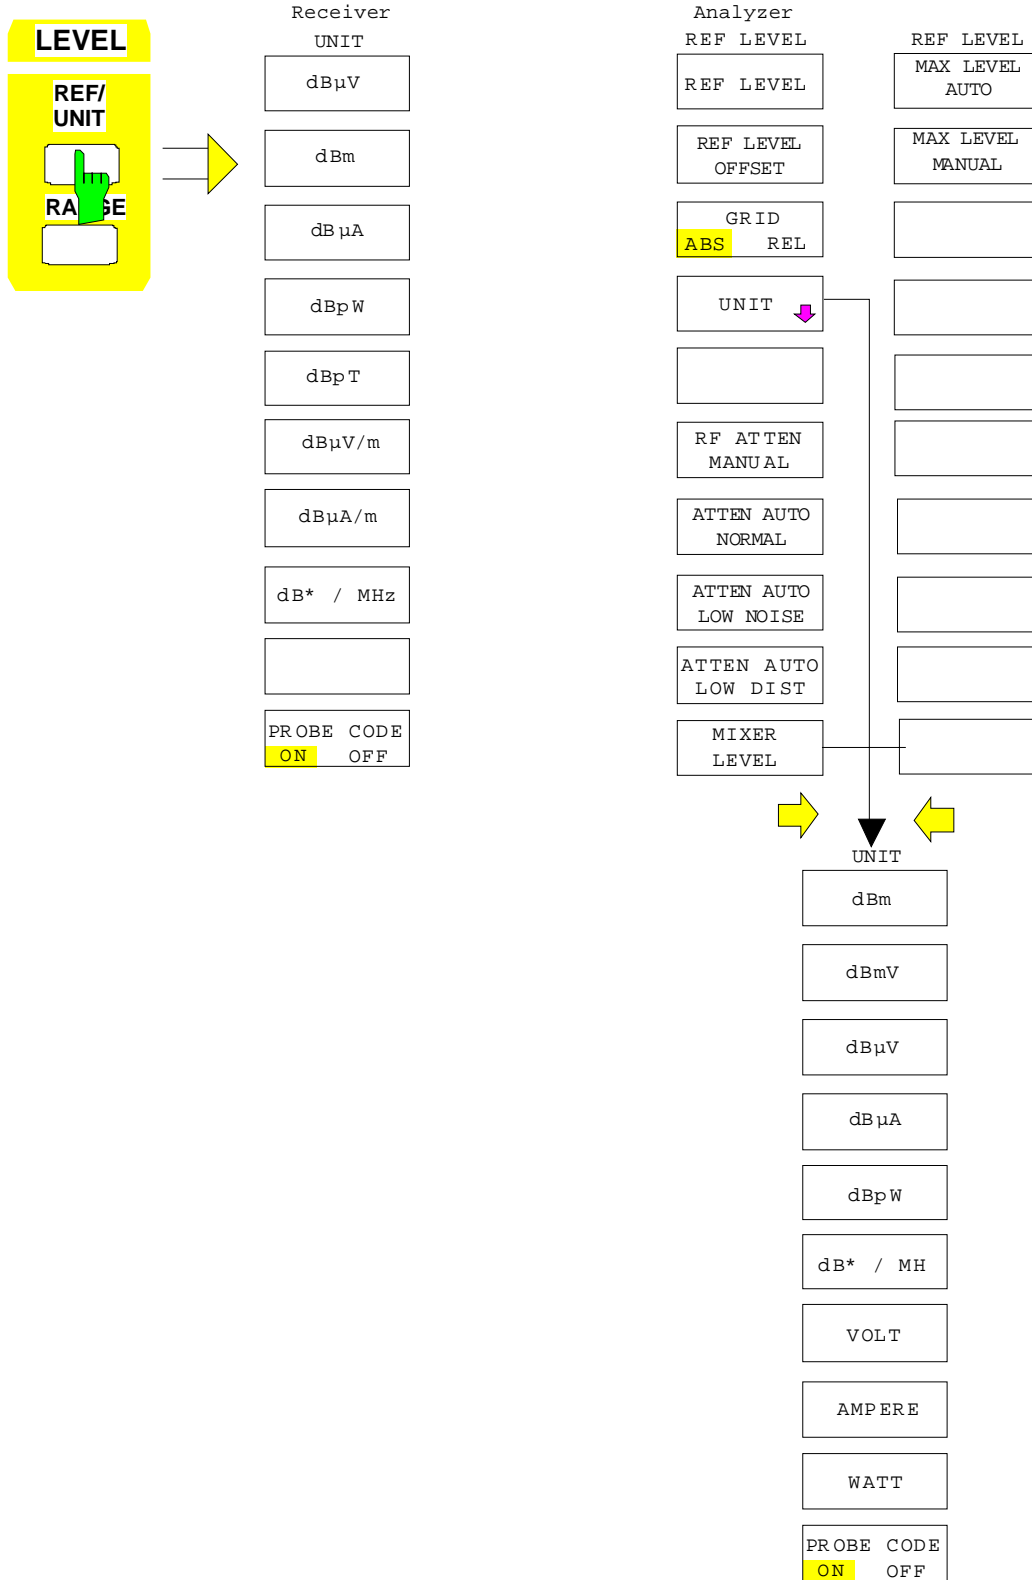 LEVEL
REF/
UNIT
RA GE
Receiver
UNIT
dBµV
dBm
dBµA
dBpW
dBpT
dBµV/m
dBµA/m
dB* / MHz
PROBE CODE
ON OFF
Analyzer
REF LEVEL
REF LEVEL
REF LEVEL
OFFSET
GRID
ABS REL
UNIT
RF ATTEN
MANUAL
ATTEN AUTO
NORMAL
ATTEN AUTO
LOW NOISE
ATTEN AUTO
LOW DIST
MIXER
LEVEL
REF LEVEL
MAX LEVEL
AUTO
MAX LEVEL
MANUAL
UNIT
dBm
dBmV
dBµV
dBµA
dBpW
dB* / MH
VOLT
AMPERE
WATT
PROBE CODE
ON OFF